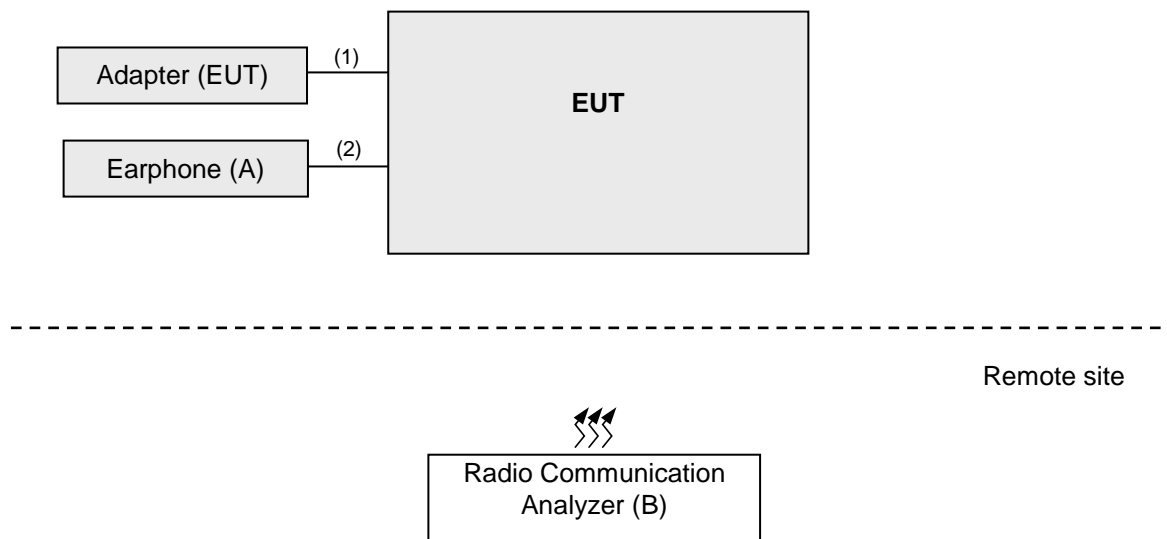 (1)
Adapter (EUT)
EUT
(2)
Earphone (A)
Remote site
Radio Communication
Analyzer (B)